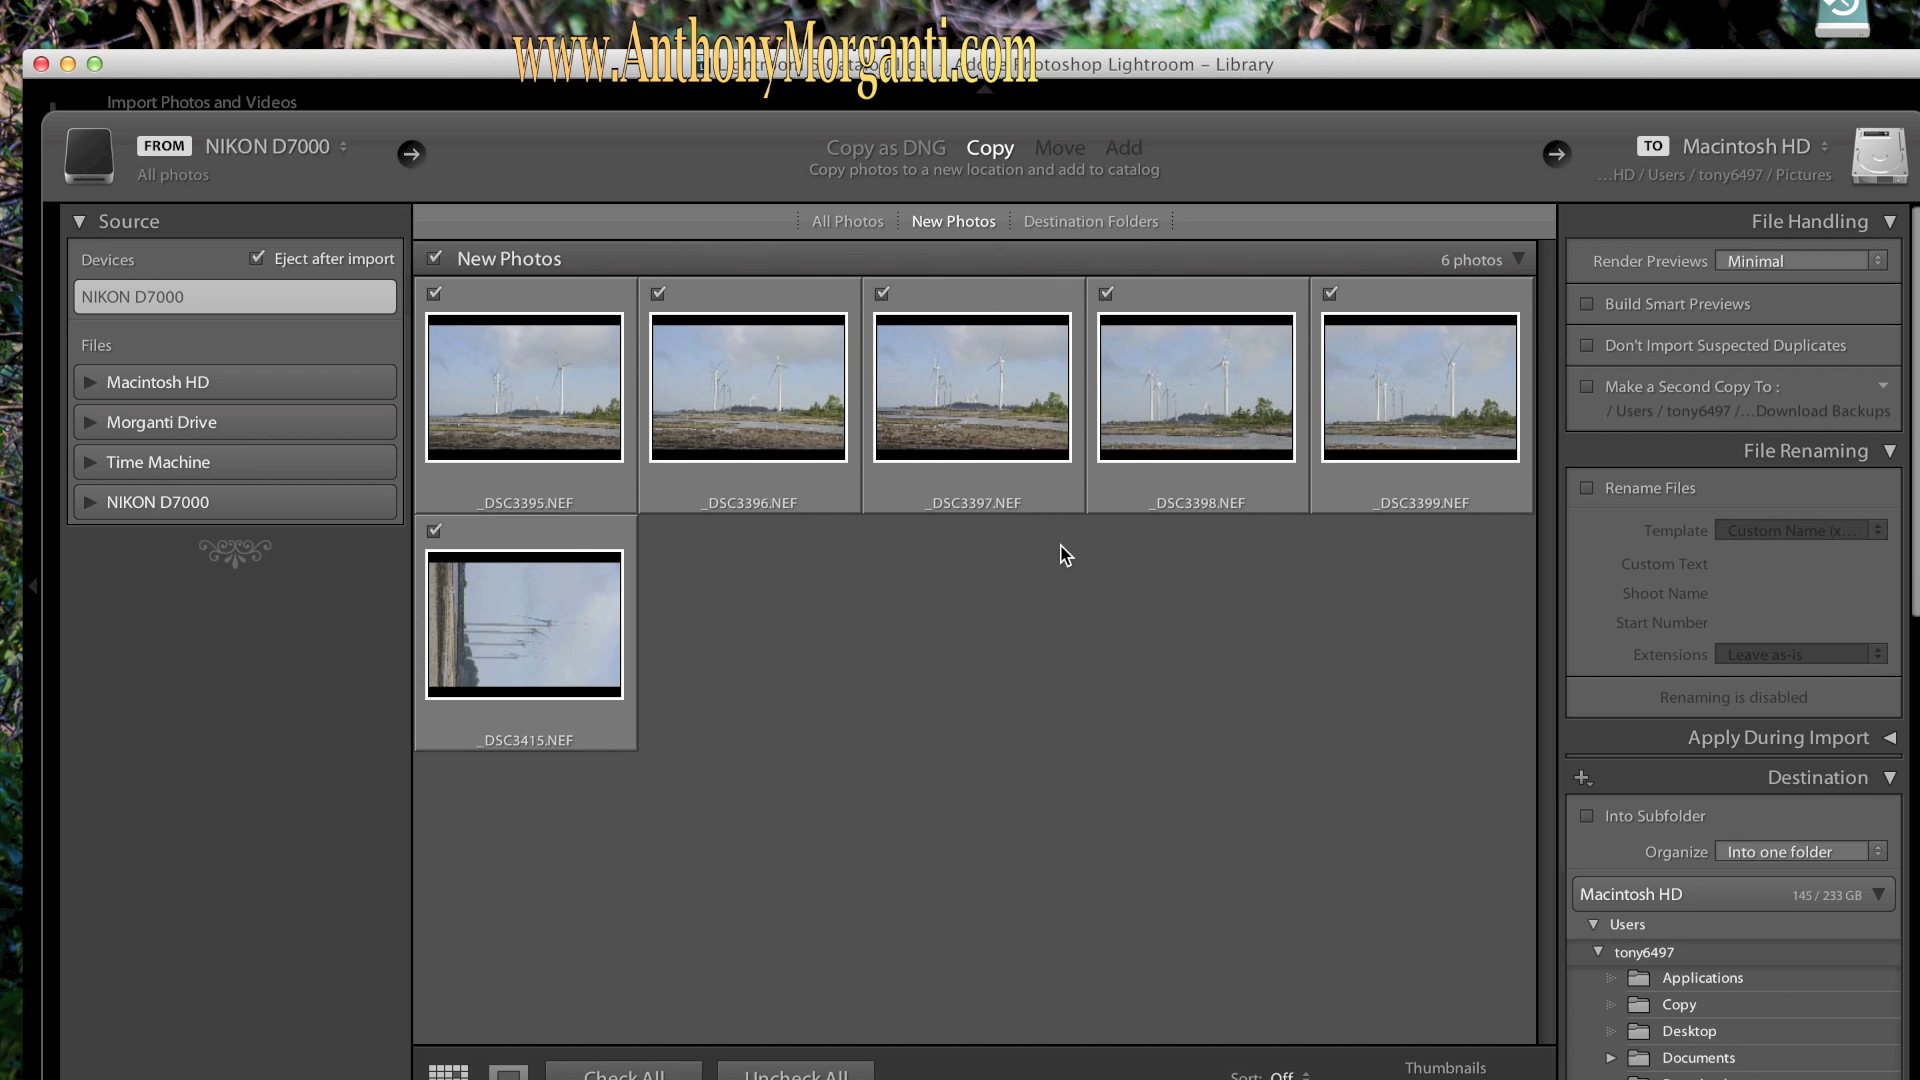 www.AnthonyMorganti.com
Photoshop Lightroom – Library
Import Photos and Videos
FROM NIKON D7000
All photos
Copy as DNG Copy Move Add
Copy photos to a new location and add to catalog
TO Macintosh HD
...HD / Users / tony6497 / Pictures
Source
Devices Eject after import
NIKON D7000
Files
Macintosh HD
Morganti Drive
Time Machine
NIKON D7000
All Photos New Photos Destination Folders
New Photos 6 photos
_DSC3395.NEF _DSC3396.NEF _DSC3397.NEF _DSC3398.NEF _DSC3399.NEF
_DSC3415.NEF
Check All Uncheck All Sort: Off Thumbnails
File Handling
Render Previews Minimal
Build Smart Previews
Don't Import Suspected Duplicates
Make a Second Copy To :
/ Users / tony6497 /...Download Backups
File Renaming
Rename Files
Template Custom Name (x...
Custom Text
Shoot Name
Start Number
Extensions Leave as-is
Renaming is disabled
Apply During Import
Destination
Into Subfolder
Organize Into one folder
Macintosh HD 145 / 233 GB
Users
tony6497
Applications
Copy
Desktop
Documents